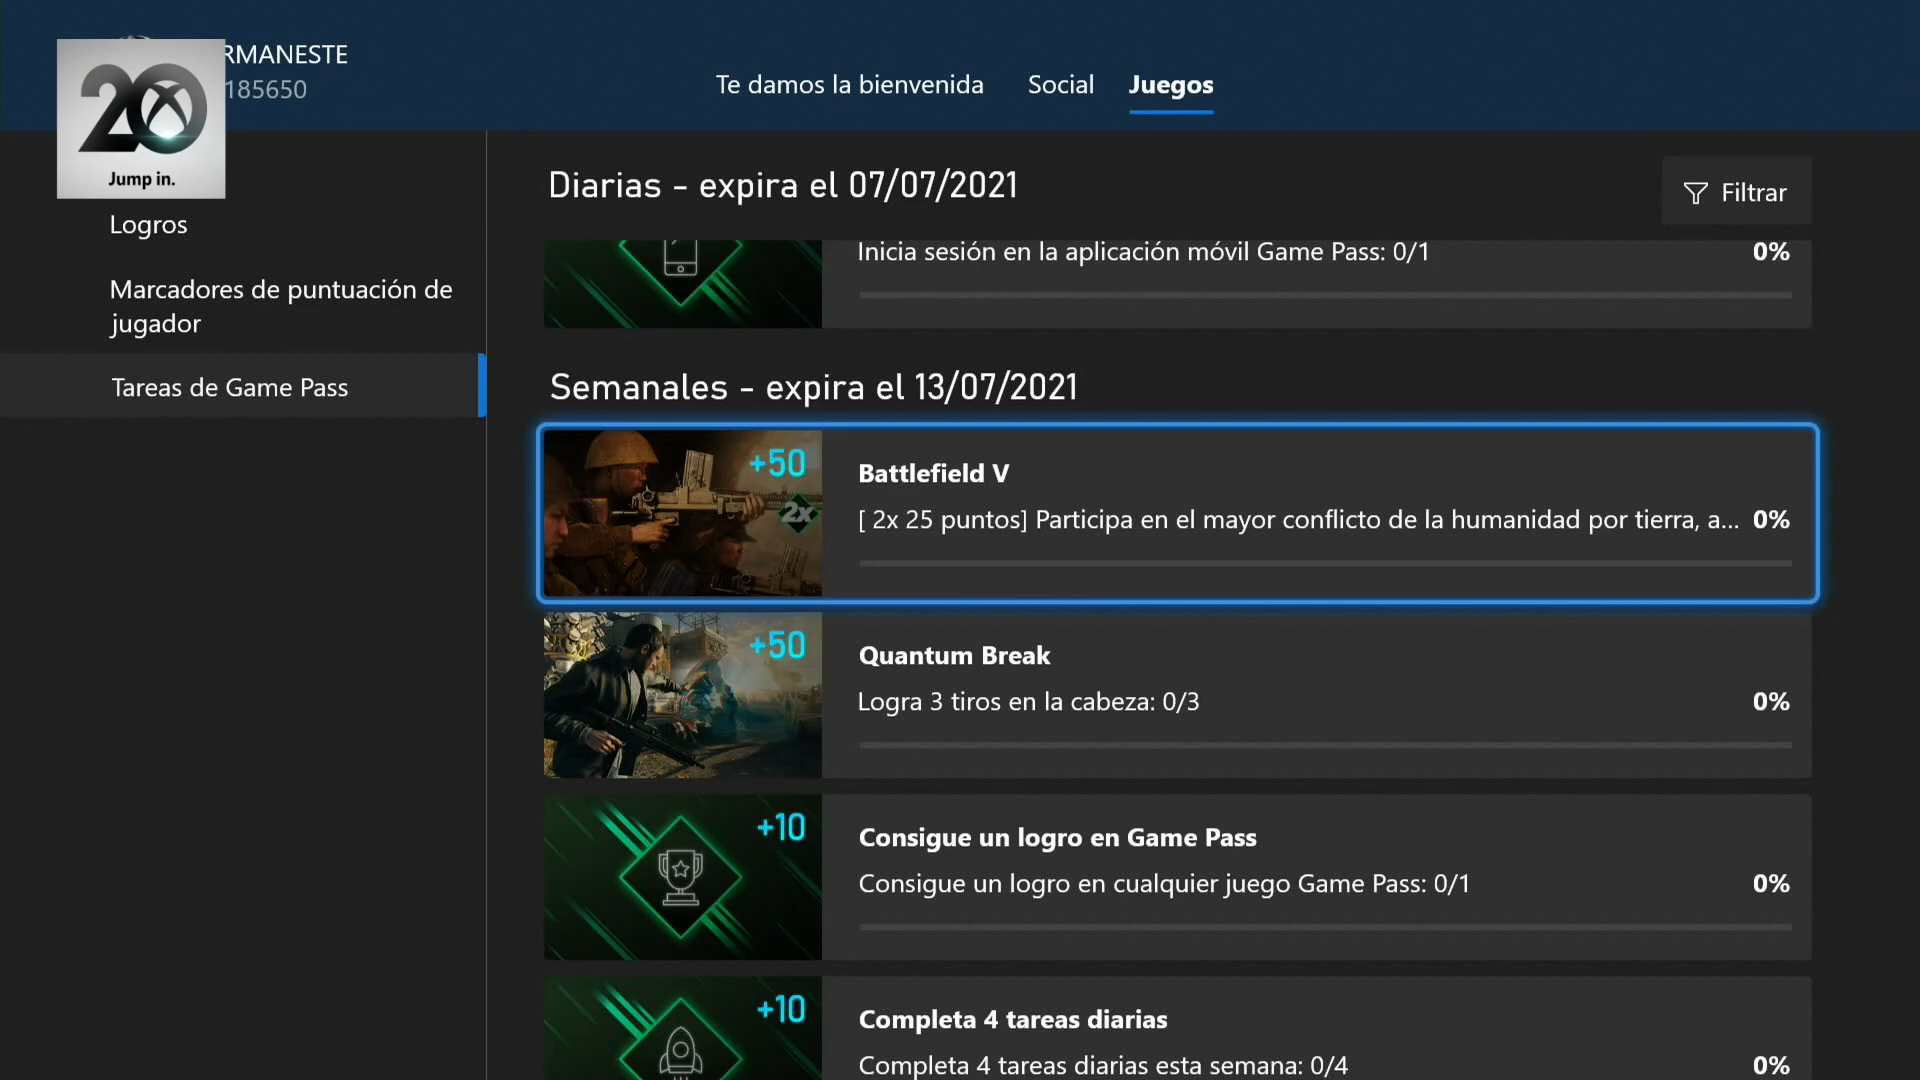 RMANESTE
185650
20
Jump in.
Te damos la bienvenida
Social
Juegos
Logros
Marcadores de puntuación de
jugador
Tareas de Game Pass
Diarias - expira el 07/07/2021
Filtrar
Inicia sesión en la aplicación móvil Game Pass: 0/1
0%
Semanales - expira el 13/07/2021
+50
2x
Battlefield V
[ 2x 25 puntos] Participa en el mayor conflicto de la humanidad por tierra, a...
0%
+50
Quantum Break
Logra 3 tiros en la cabeza: 0/3
0%
+10
Consigue un logro en Game Pass
Consigue un logro en cualquier juego Game Pass: 0/1
0%
+10
Completa 4 tareas diarias
Completa 4 tareas diarias esta semana: 0/4
0%